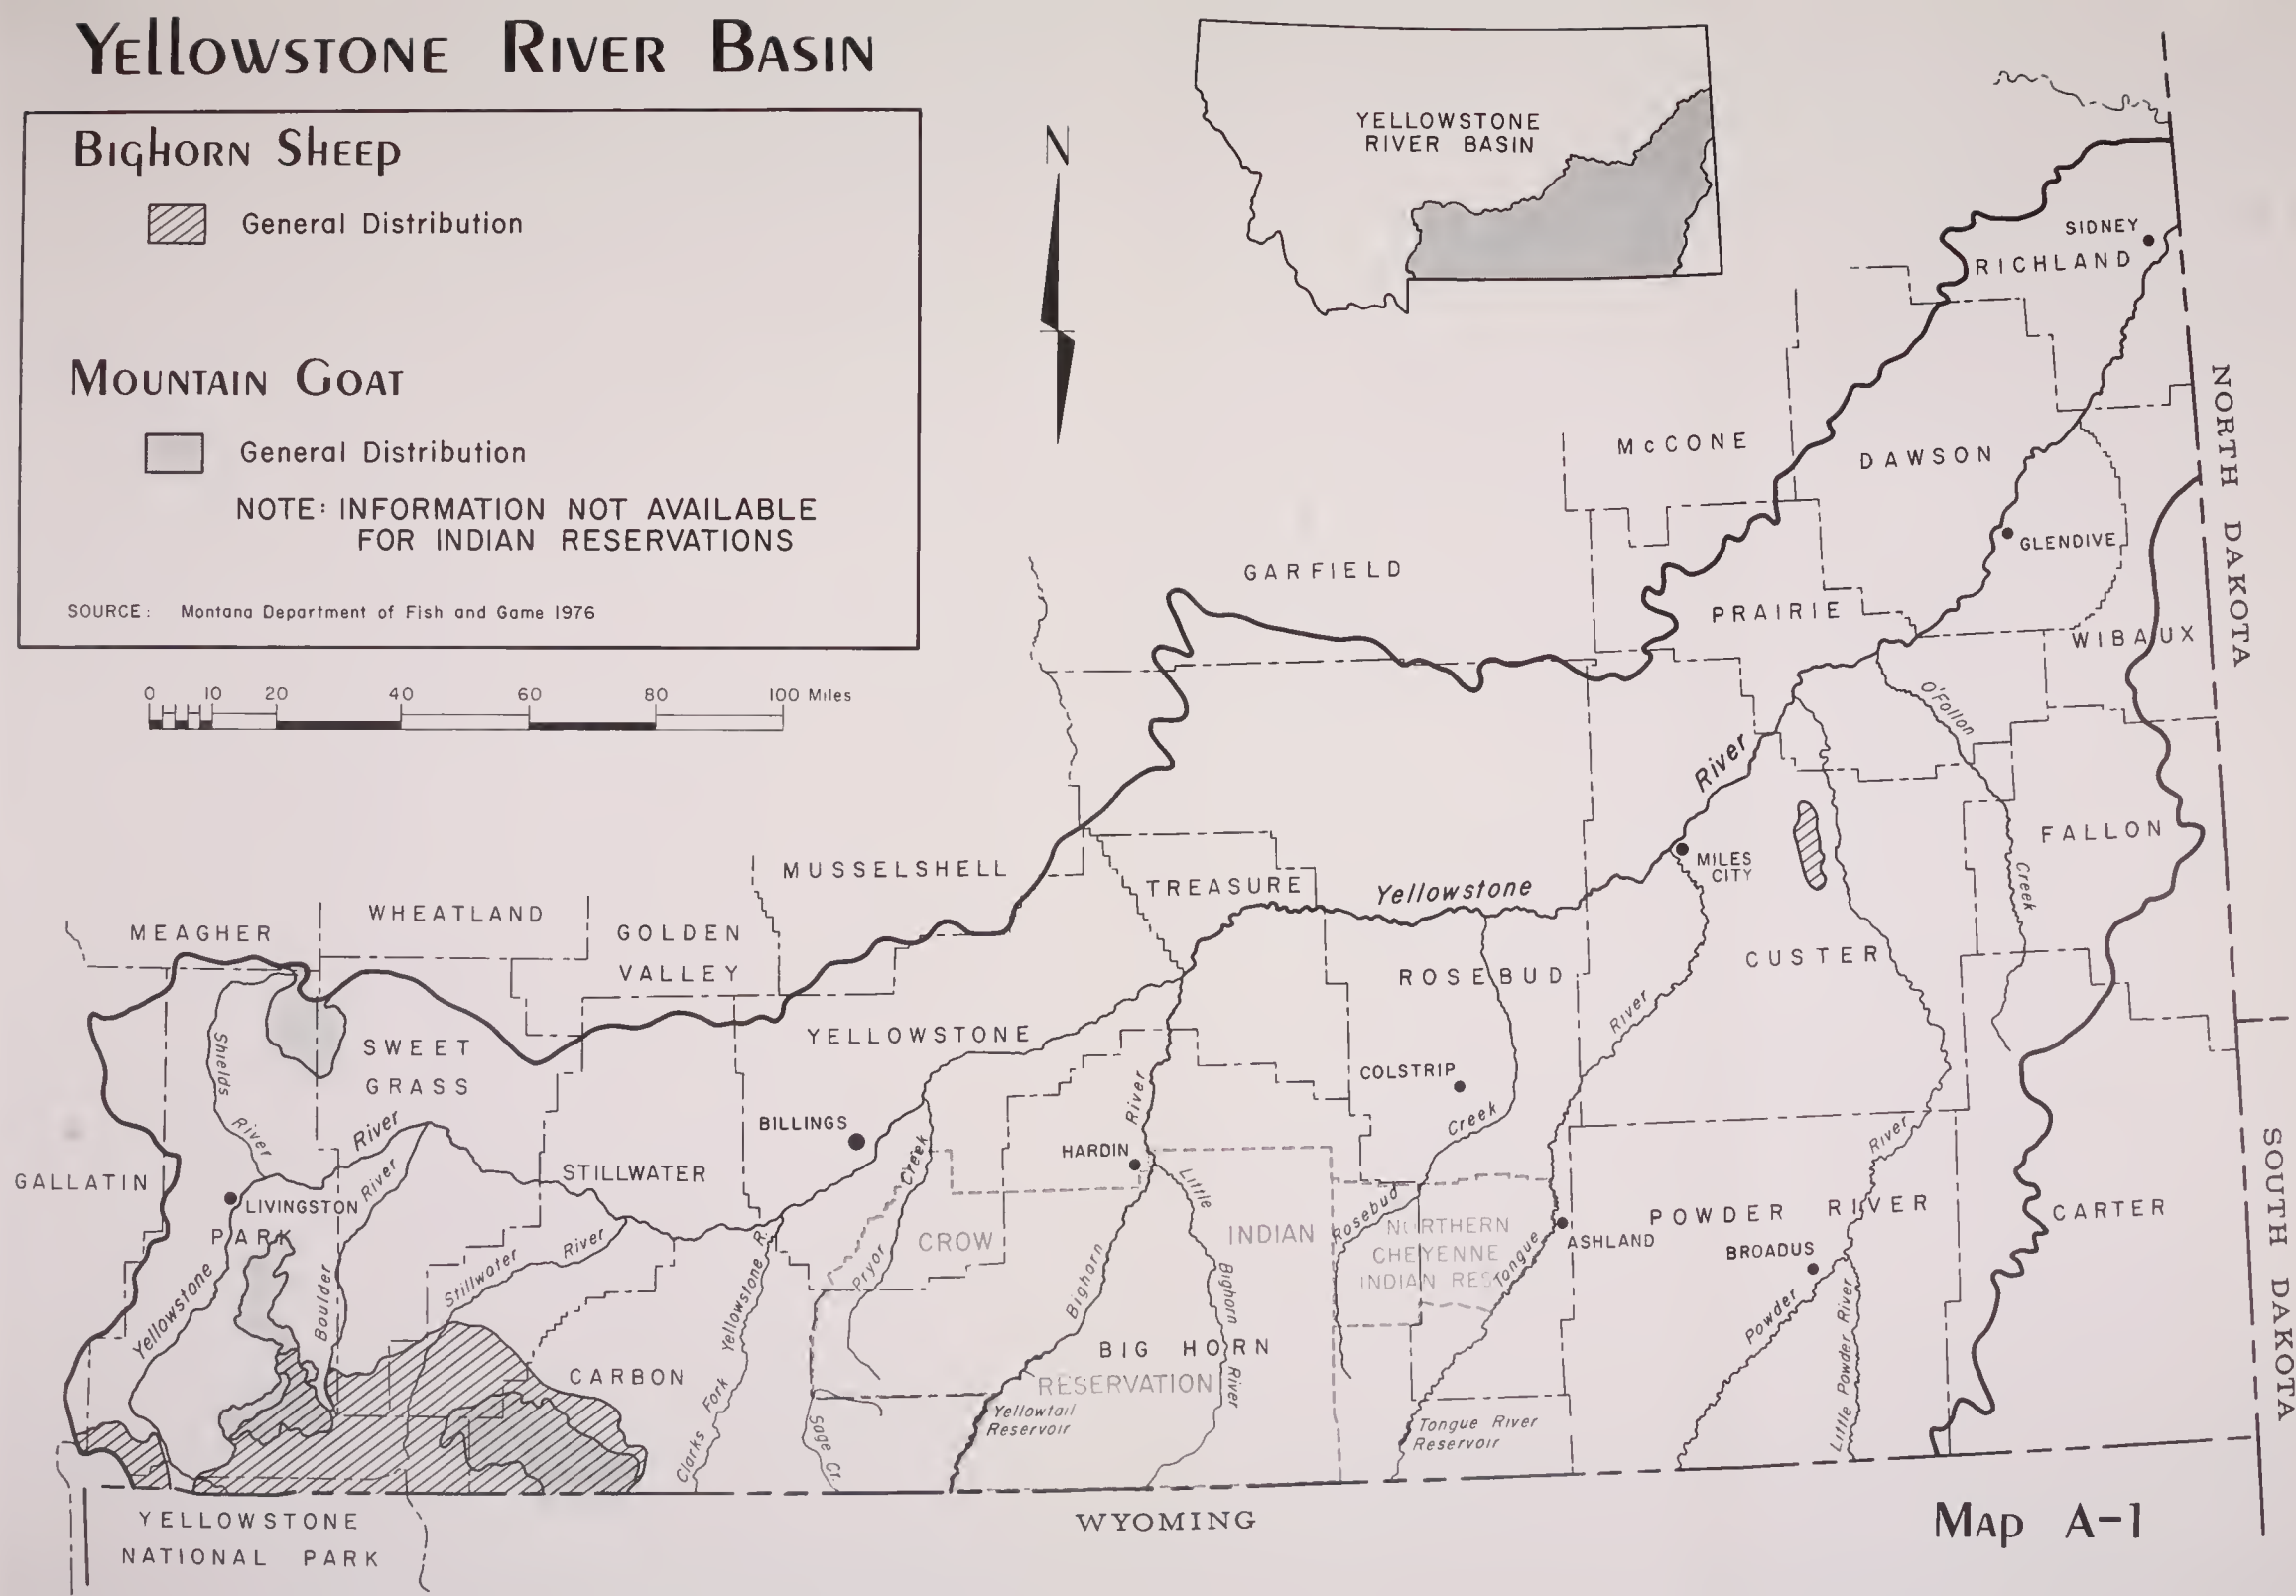 YELLOWSTONE RIVER BASIN
BIGHORN SHEEP
General Distribution
MOUNTAIN GOAT
General Distribution
NOTE: INFORMATION NOT AVAILABLE
FOR INDIAN RESERVATIONS
SOURCE: Montana Department of Fish and Game 1976
0 10 20 40 60 80 100 Miles
N
YELLOWSTONE
RIVER BASIN
SIDNEY
RICHLAND
NORTH DAKOTA
McCONE
DAWSON
GLENDIVE
GARFIELD
PRAIRIE
WIBAUX
O'Fallon
Creek
River
FALLON
MILES
CITY
MUSSELSHELL
TREASURE
Yellowstone
WHEATLAND
MEAGHER
GOLDEN
VALLEY
CUSTER
ROSEBUD
River
YELLOWSTONE
SWEET
GRASS
Shields
River
River
COLSTRIP
Creek
BILLINGS
River
HARDIN
River
SOUTH DAKOTA
GALLATIN
STILLWATER
LIVINGSTON
PARK
River
Creek
Pryor
Little
Bighorn
River
CROW
INDIAN
Rosebud
NORTHERN
CHEYENNE
INDIAN RES
Tongue
ASHLAND
POWDER RIVER
BROADUS
CARTER
Yellowstone
Boulder
Stillwater River
Clarks Fork Yellowstone R.
Bighorn
Powder
Little Powder River
BIG HORN
CARBON
RESERVATION
Yellowtail
Reservoir
Sage Cr.
Tongue River
Reservoir
YELLOWSTONE
NATIONAL PARK
WYOMING
MAP A-1